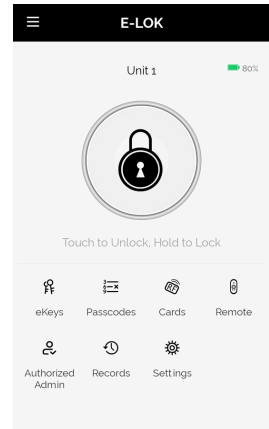 E-LOK
Unit 1
80%
Touch to Unlock, Hold to Lock
eKeys
Passcodes
Cards
Remote
Authorized
Admin
Records
Settings